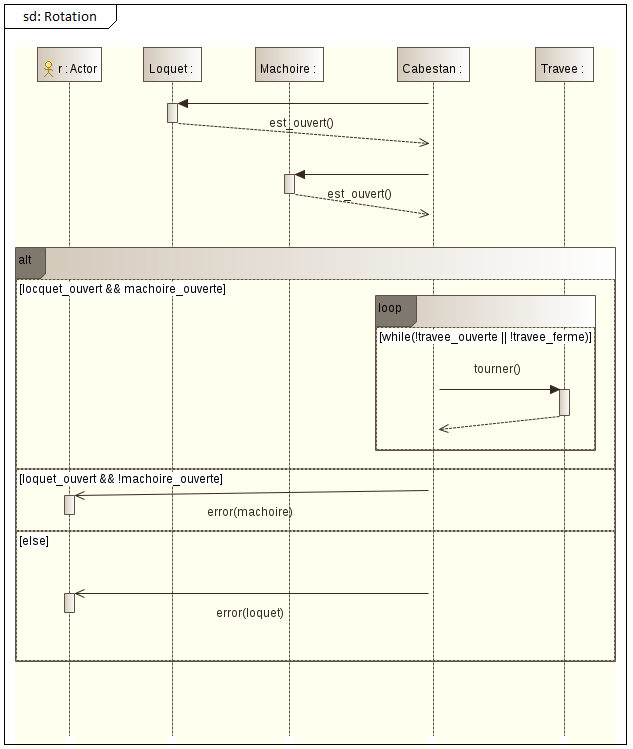 sd: Rotation
r : Actor
Loquet :
Machoire :
Cabestan :
Travee :
est_ouvert()
est_ouvert()
alt
[locquet_ouvert && machoire_ouverte]
loop
[while(!travee_ouverte || !travee_ferme)]
tourner()
[loquet_ouvert && !machoire_ouverte]
error(machoire)
[else]
error(loquet)